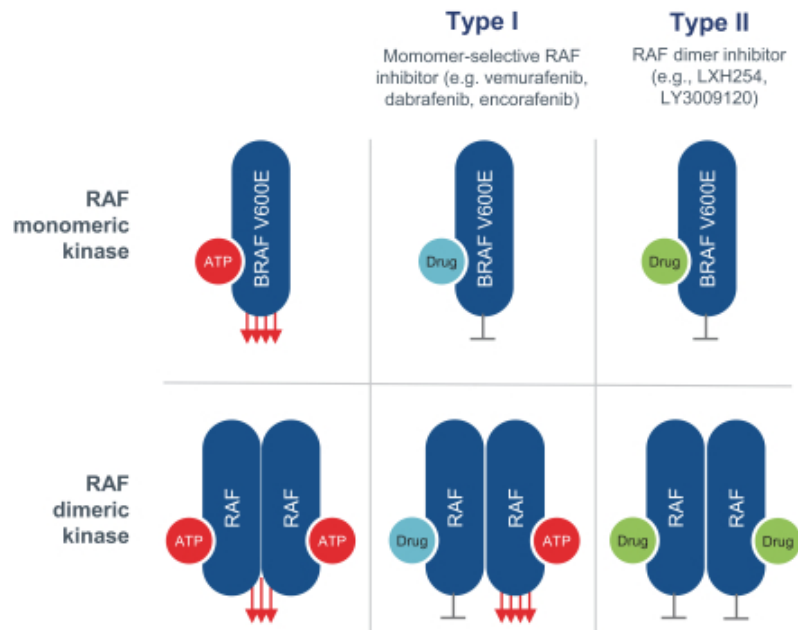 Type I
Momomer-selective RAF
inhibitor (e.g. vemurafenib,
dabrafenib, encorafenib)
Type II
RAF dimer inhibitor
(e.g., LXH254,
LY3009120)
RAF
monomeric
kinase
ATP
BRAF V600E
Drug
BRAF V600E
Drug
BRAF V600E
RAF
dimeric
kinase
ATP
RAF
RAF
ATP
Drug
RAF
RAF
ATP
Drug
RAF
RAF
Drug